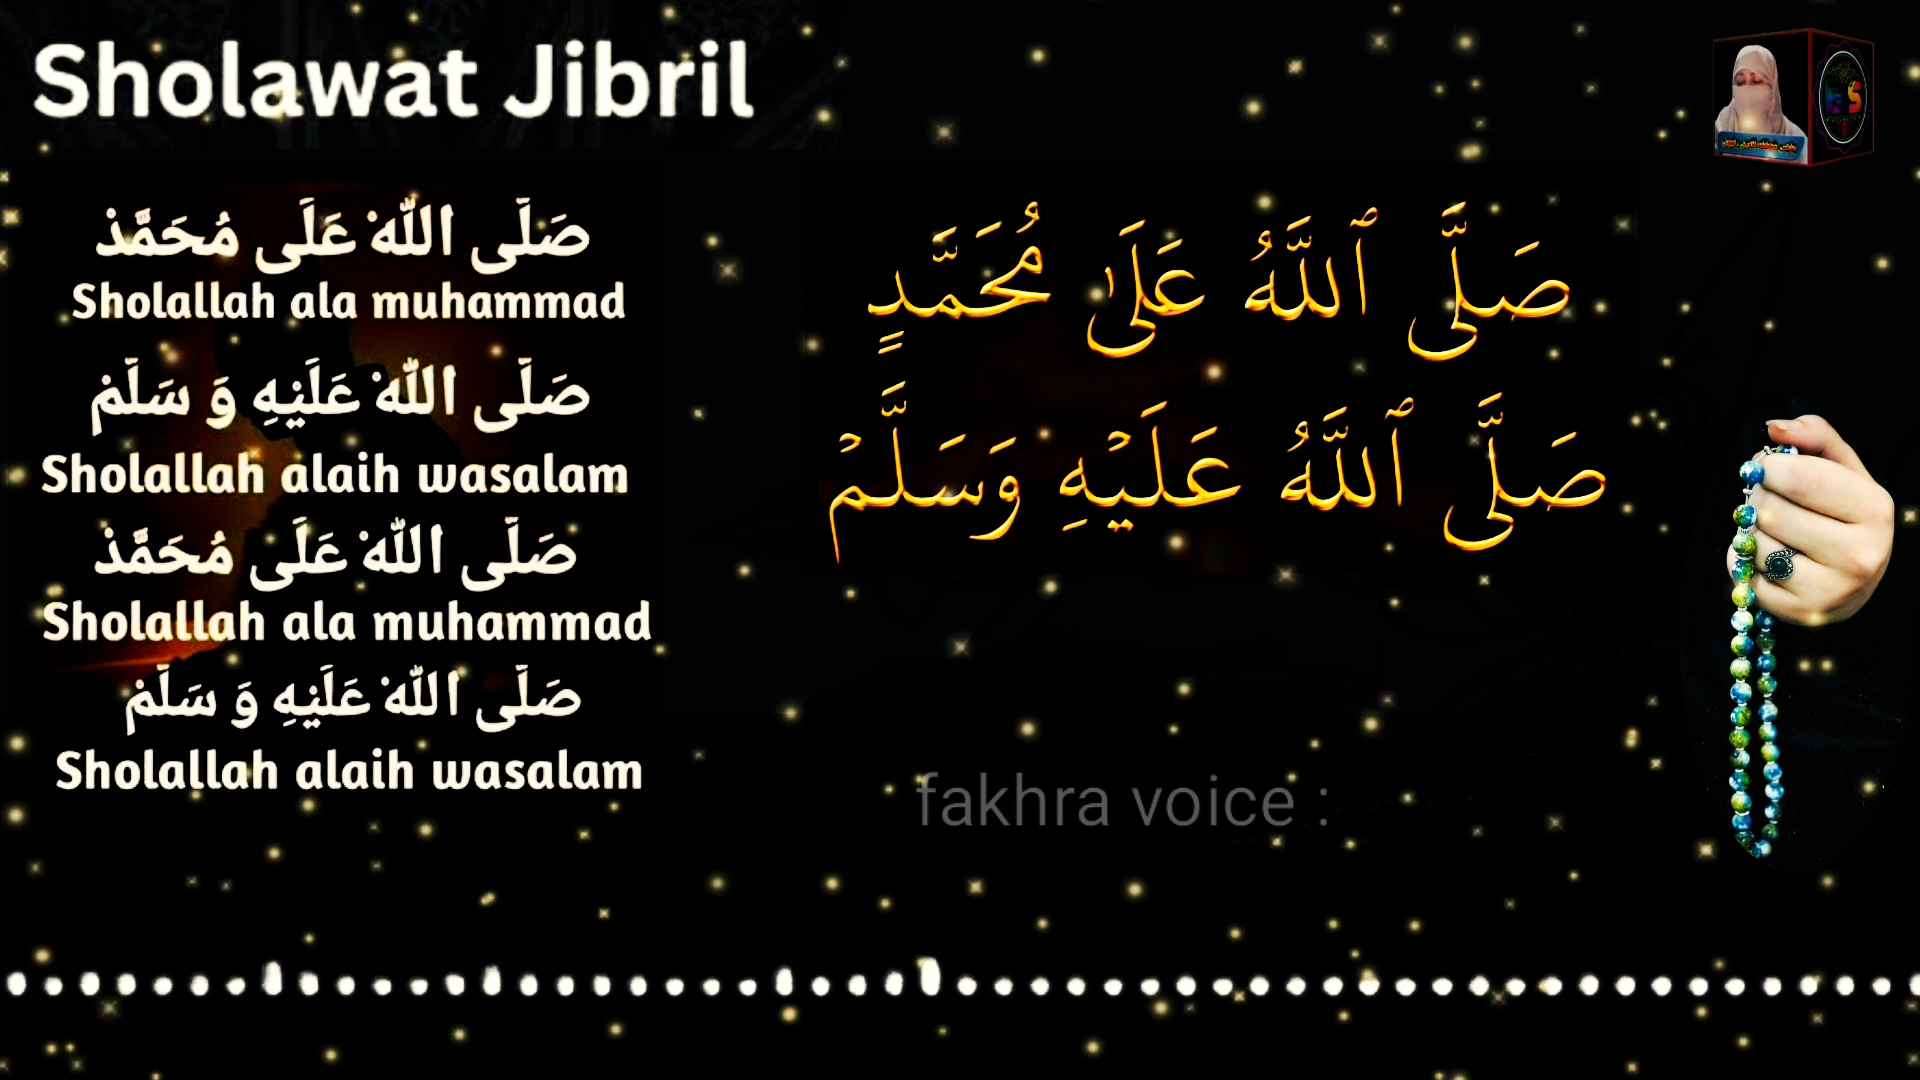 Sholawat Jibril
صَلَّى اللّٰهْ عَلَى مُحَمَّدْ
Sholallah ala muhammad
صَلَّى اللّٰهْ عَلَيْهِ وَ سَلَّمْ
Sholallah alaih wasalam
صَلَّى اللّٰهْ عَلَى مُحَمَّدْ
Sholallah ala muhammad
صَلَّى اللّٰهْ عَلَيْهِ وَ سَلَّمْ
Sholallah alaih wasalam
صَلَّى ٱللَّهُ عَلَىٰ مُحَمَّدٍ
صَلَّى ٱللَّهُ عَلَيْهِ وَسَلَّمْ
fakhra voice :